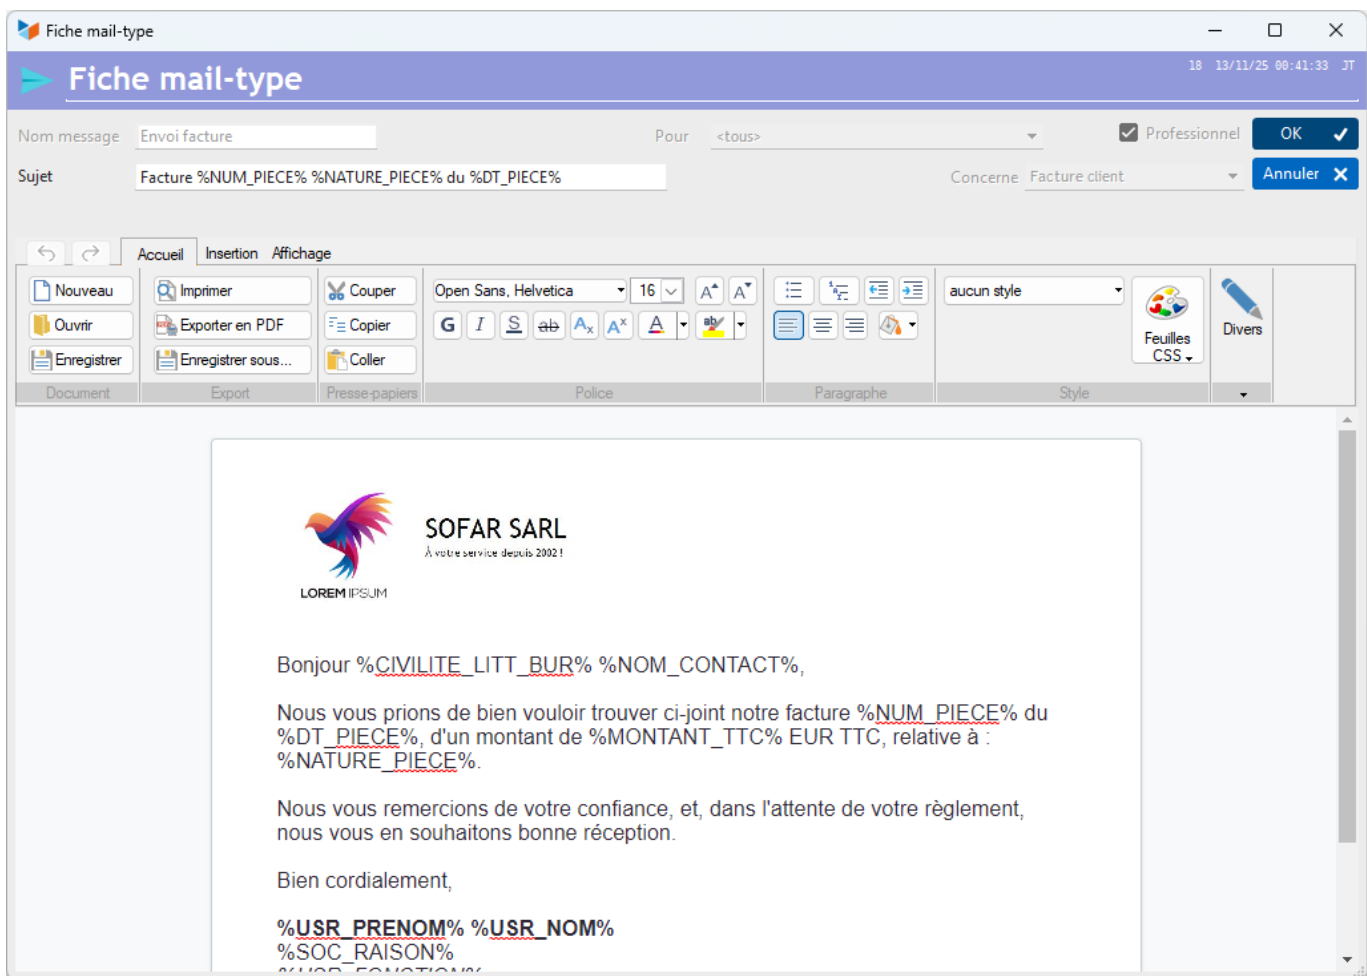 Fiche mail-type
Fiche mail-type
18 13/11/25 00:41:33 JT
Nom message Envoi facture Pour <tous> Professionnel OK
Sujet Facture %NUM_PIECE% %NATURE_PIECE% du %DT_PIECE% Concerne Facture client Annuler
Accueil Insertion Affichage
Nouveau Imprimer Couper Open Sans, Helvetica 16 A A aucun style
Ouvrir Exporter en PDF Copier G I S ab Ax Ax A ab Feuilles CSS Divers
Enregistrer Enregistrer sous... Coller
Document Export Presse-papiers Police Paragraphe Style
SOFAR SARL
À votre service depuis 2002 !
LOREM IPSUM
Bonjour %CIVILITE_LITT_BUR% %NOM_CONTACT%,
Nous vous prions de bien vouloir trouver ci-joint notre facture %NUM_PIECE% du
%DT_PIECE%, d'un montant de %MONTANT_TTC% EUR TTC, relative à :
%NATURE_PIECE%.
Nous vous remercions de votre confiance, et, dans l'attente de votre règlement,
nous vous en souhaitons bonne réception.
Bien cordialement,
%USR_PRENOM% %USR_NOM%
%SOC_RAISON%
%USR_FONCTION%